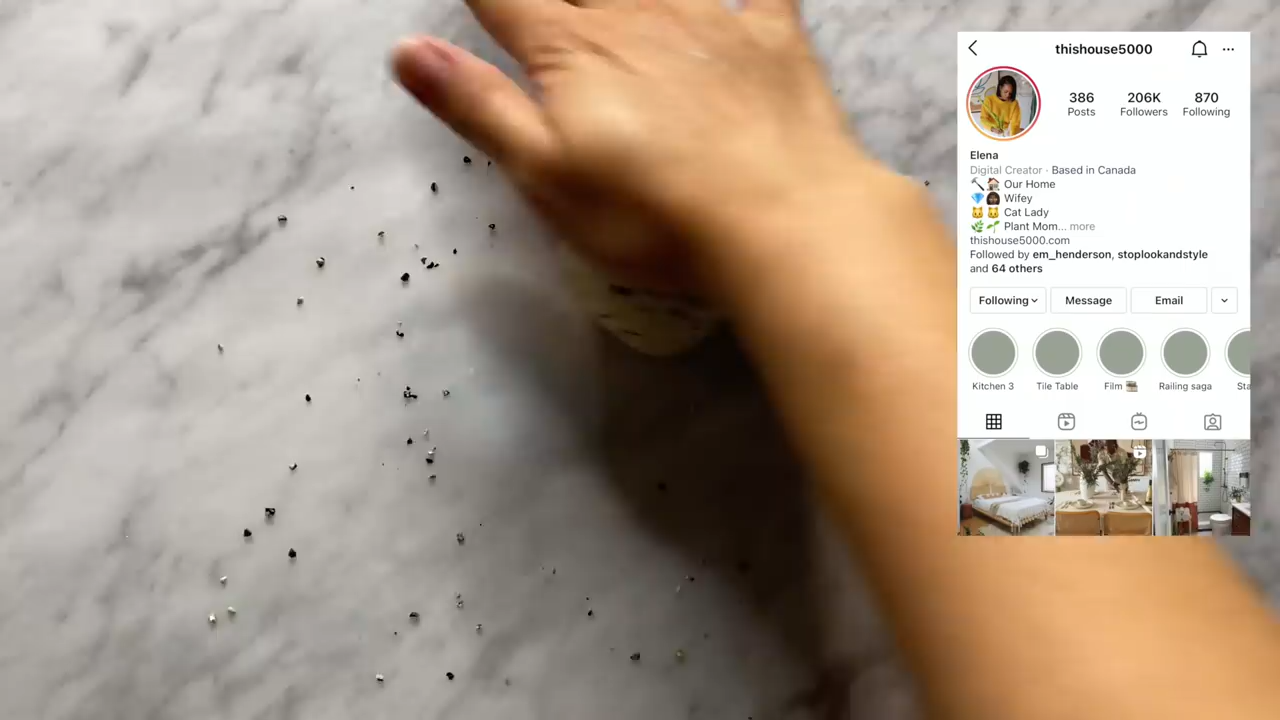 thishouse5000
386
206K
870
Posts
Followers
Following
Elena
Digital Creator · Based in Canada
🔨🏠 Our Home
💎👩🏿 Wifey
🐱🐱 Cat Lady
🌿🌱 Plant Mom... more
thishouse5000.com
Followed by em_henderson, stoplookandstyle
and 64 others
Following
Message
Email
Kitchen 3
Tile Table
Film 🎞️
Railing saga
Sta